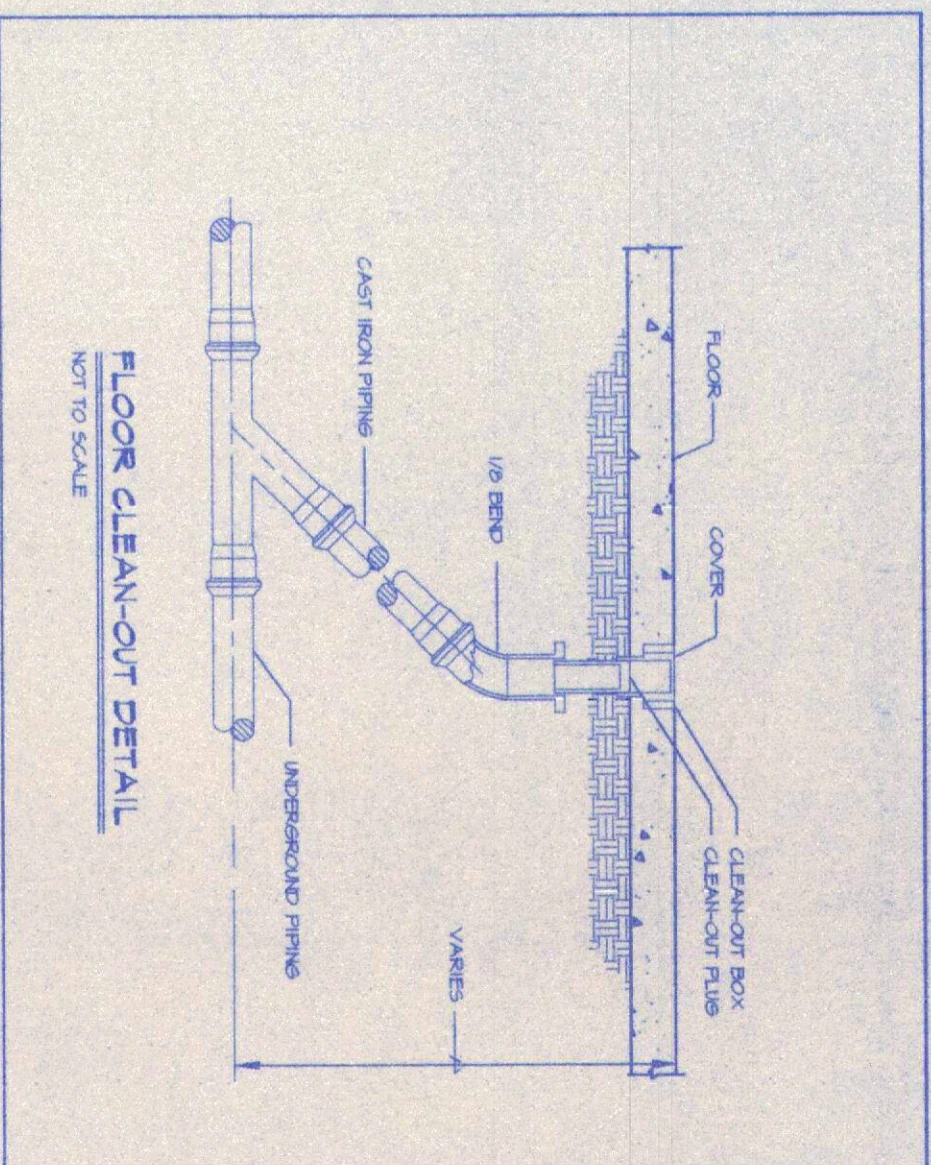 FLOOR
COVER
CLEAN-OUT BOX
CLEAN-OUT PLUG
1/8 BEND
VARIES
CAST IRON PIPING
UNDERGROUND PIPING
FLOOR CLEAN-OUT DETAIL
NOT TO SCALE